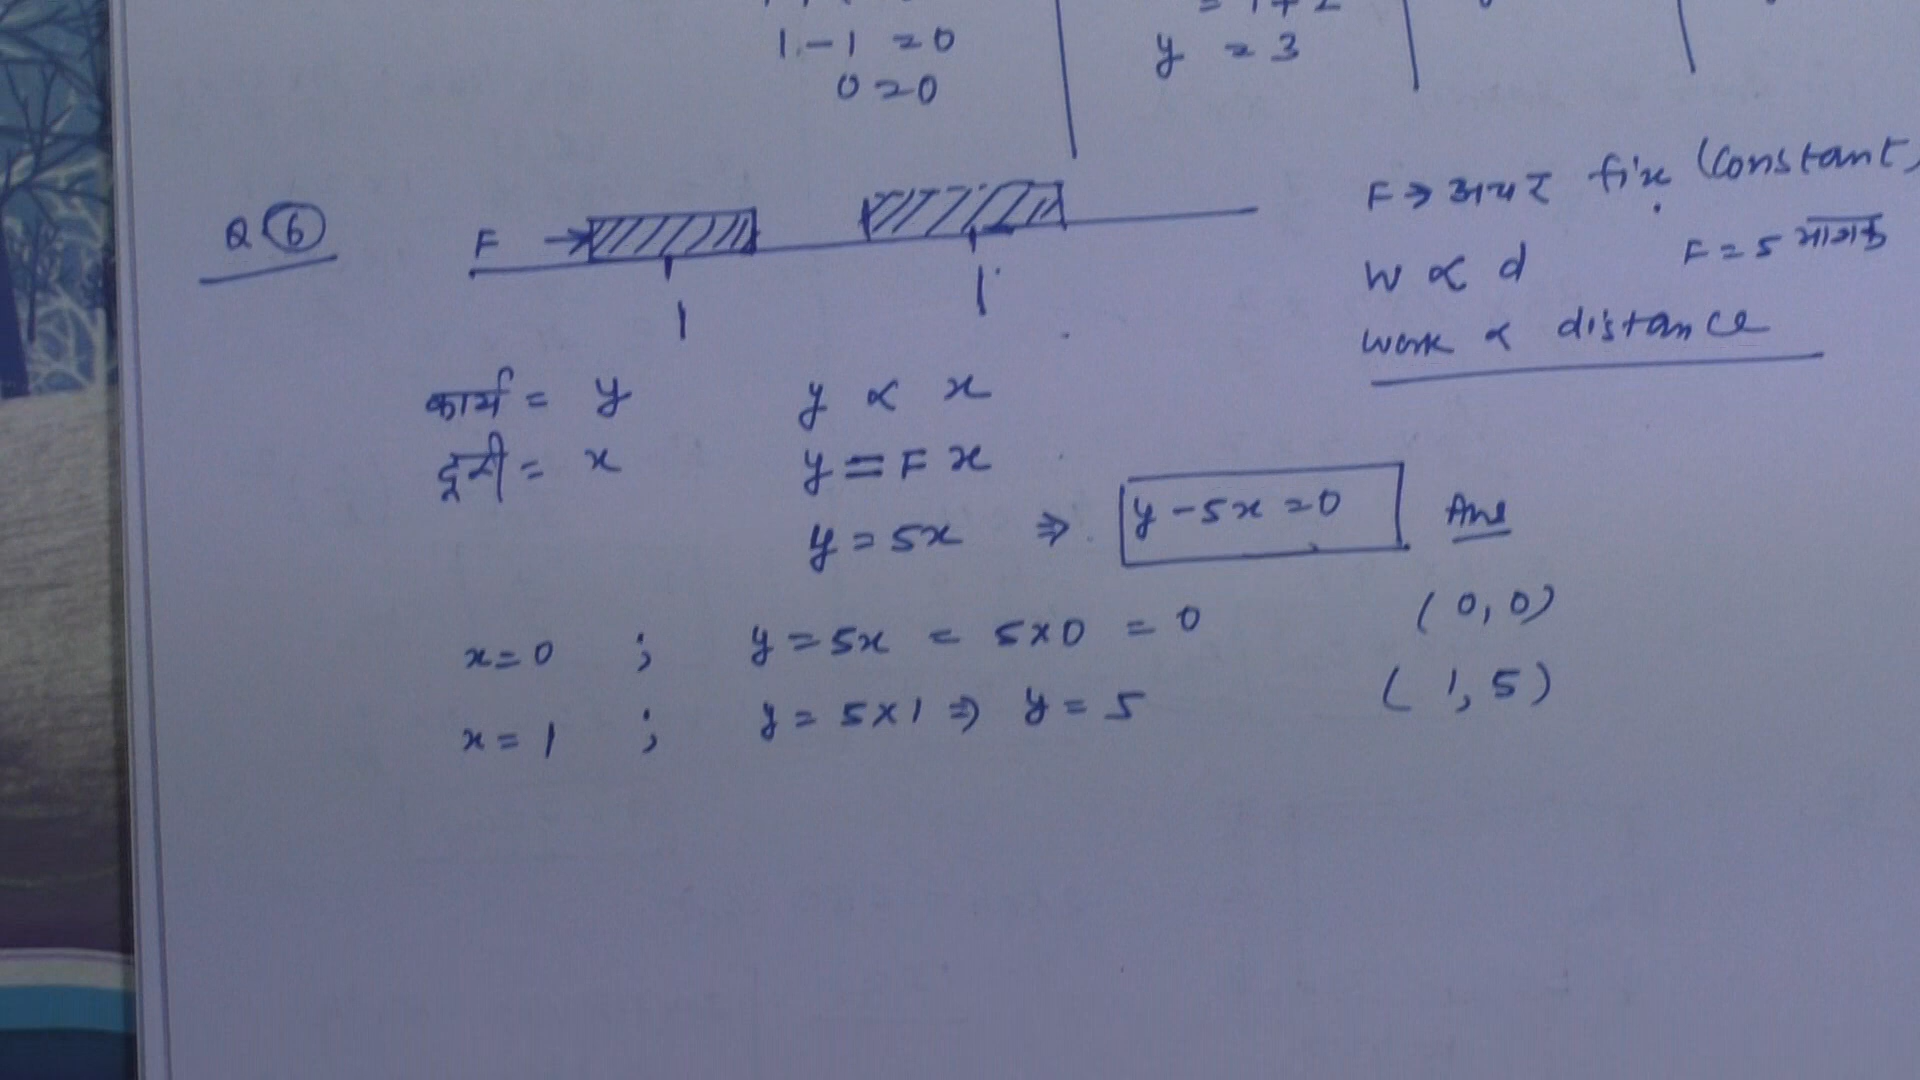 1 - 1 = 0
0 = 0
y = 3
Q 6
F →
1
1
F → अचर fix (constant)
W ∝ d F = 5 मात्रक
work ∝ distance
कार्य = y
दूरी = x
y ∝ x
y = F x
y = 5x ⇒ y - 5x = 0 Ans
x = 0 ; y = 5x = 5 x 0 = 0 (0, 0)
x = 1 ; y = 5 x 1 ⇒ y = 5 (1, 5)